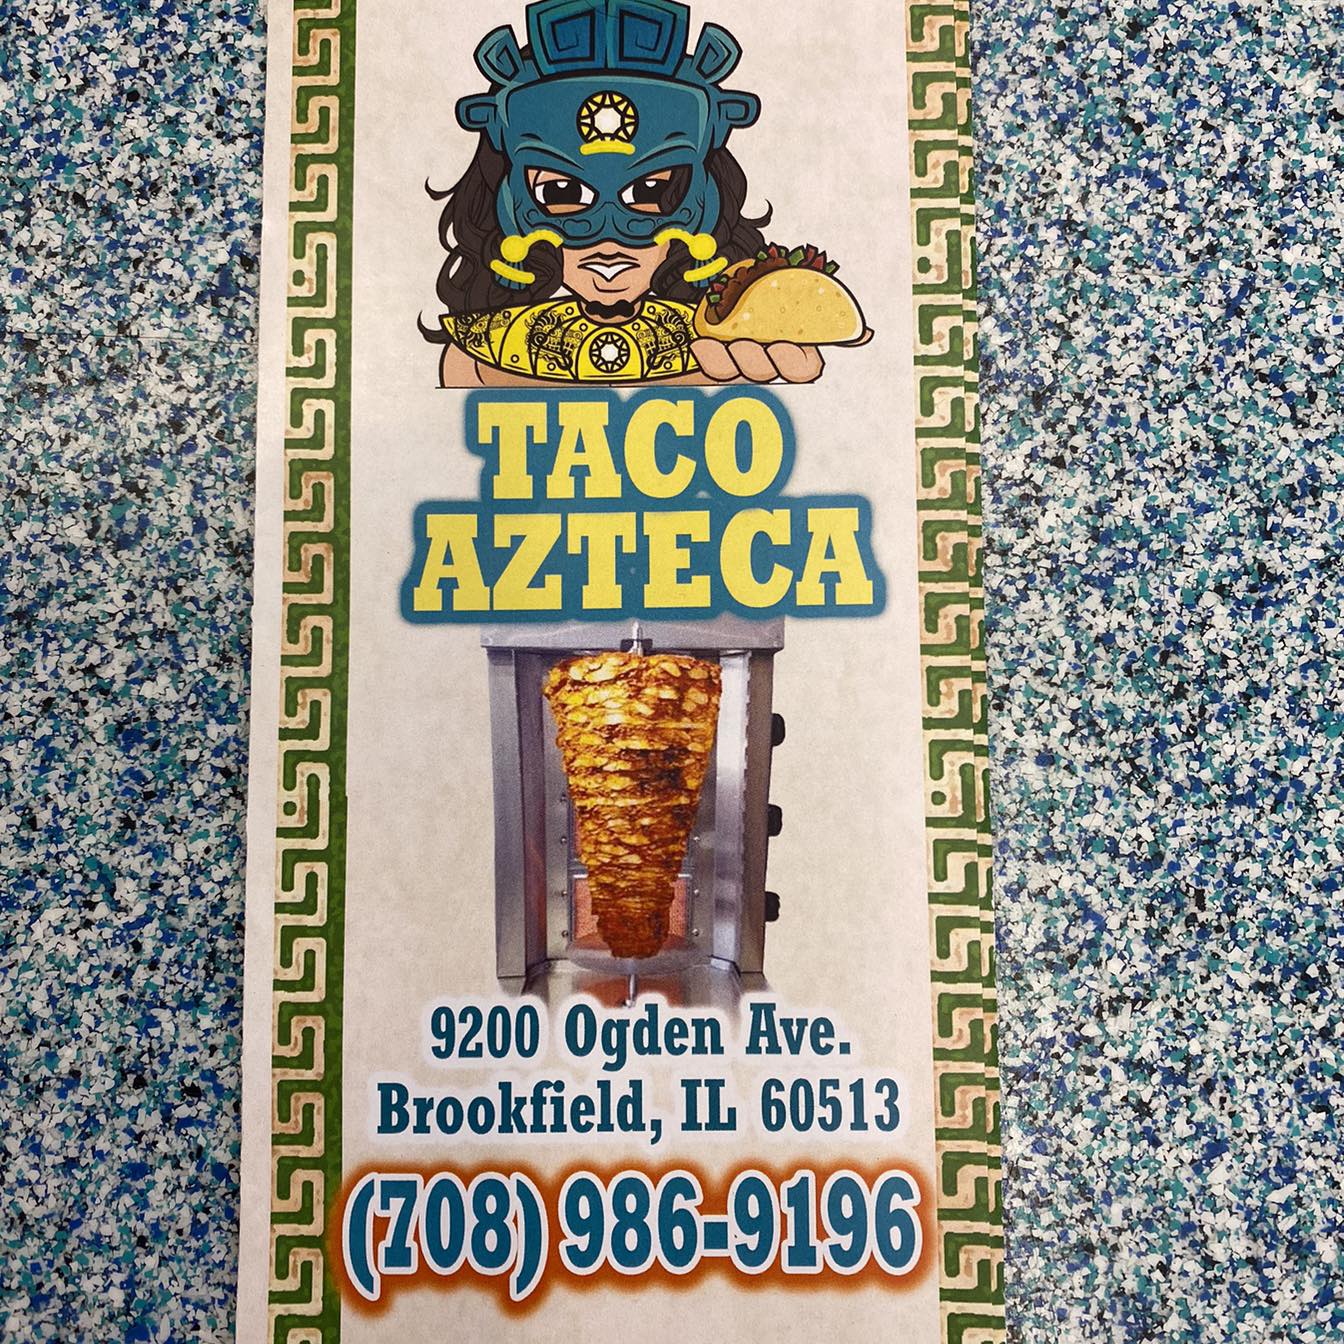 TACO
AZTECA
9200 Ogden Ave.
Brookfield, IL 60513
(708) 986-9196